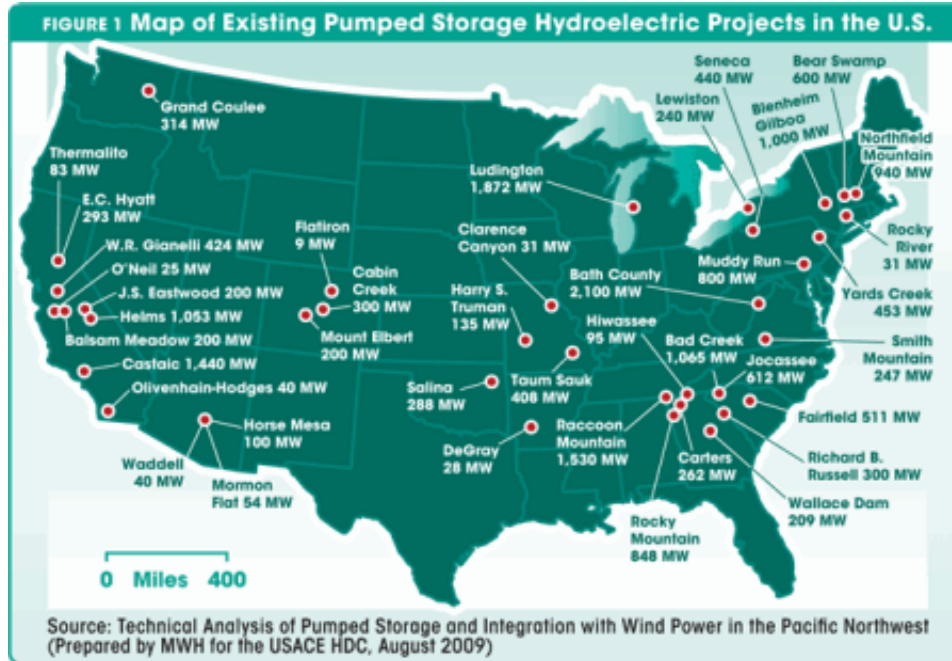 FIGURE 1 Map of Existing Pumped Storage Hydroelectric Projects in the U.S.
Grand Coulee
314 MW
Thermalito
83 MW
E.C. Hyatt
293 MW
W.R. Gianelli 424 MW
O'Neil 25 MW
J.S. Eastwood 200 MW
Helms 1,053 MW
Balsam Meadow 200 MW
Castaic 1,440 MW
Olivenhain-Hodges 40 MW
Horse Mesa
100 MW
Waddell
40 MW
Mormon
Flat 54 MW
Flatiron
9 MW
Cabin
Creek
300 MW
Mount Elbert
200 MW
Ludington
1,872 MW
Clarence
Canyon 31 MW
Harry S.
Truman
135 MW
Taum Sauk
408 MW
Salina
288 MW
DeGray
28 MW
Seneca
440 MW
Lewiston
240 MW
Bear Swamp
600 MW
Blenheim
Gilboa
1,000 MW
Northfield
Mountain
940 MW
Rocky
River
31 MW
Muddy Run
800 MW
Yards Creek
453 MW
Bath County
2,100 MW
Smith
Mountain
247 MW
Hiwassee
95 MW
Bad Creek
1,065 MW
Jocassee
612 MW
Fairfield 511 MW
Raccoon
Mountain
1,530 MW
Carters
262 MW
Richard B.
Russell 300 MW
Wallace Dam
209 MW
Rocky
Mountain
848 MW
0 Miles 400
Source: Technical Analysis of Pumped Storage and Integration with Wind Power in the Pacific Northwest
(Prepared by MWH for the USACE HDC, August 2009)